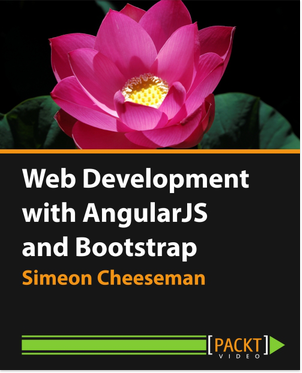 Web Development
with AngularJS
and Bootstrap
Simeon Cheeseman
[PACKT]
VIDEO